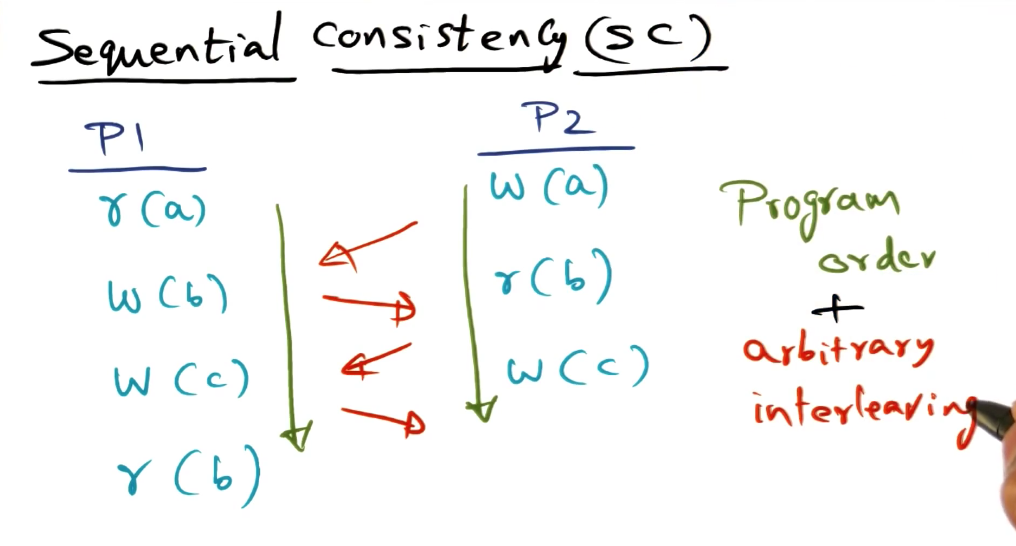 Sequential Consistency (SC)
P1
r(a)
w(b)
w(c)
r(b)
P2
w(a)
r(b)
w(c)
Program
order
+
arbitrary
interleaving